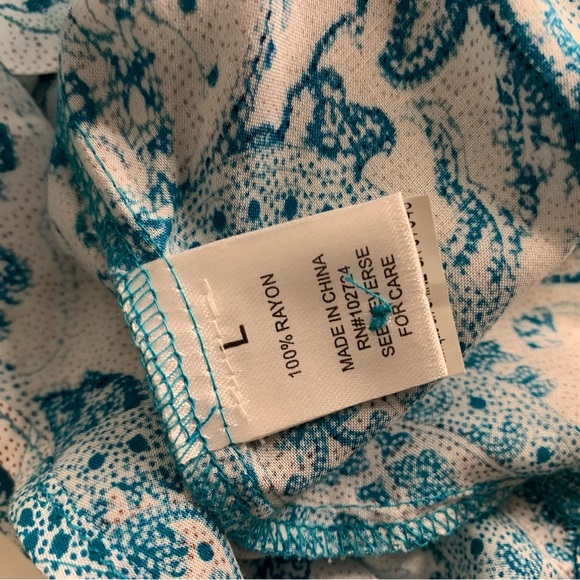 L
100% RAYON
MADE IN CHINA
RN#102724
SEE REVERSE
FOR CARE